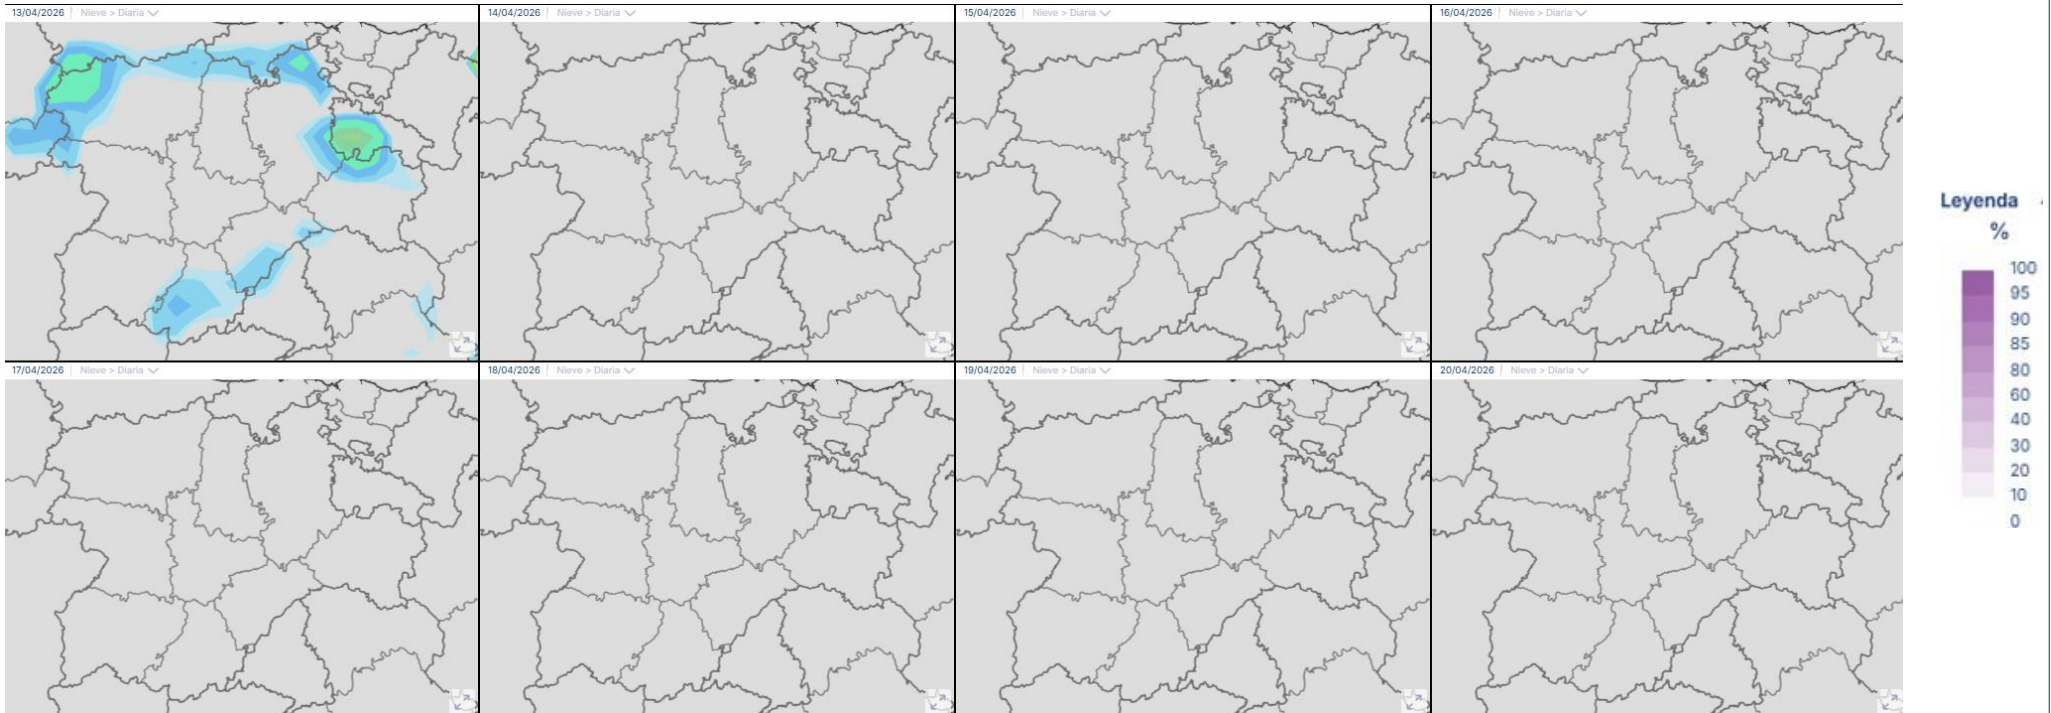 13/04/2026 | Nieve > Diaria
14/04/2026 | Nieve > Diaria
15/04/2026 | Nieve > Diaria
16/04/2026 | Nieve > Diaria
17/04/2026 | Nieve > Diaria
18/04/2026 | Nieve > Diaria
19/04/2026 | Nieve > Diaria
20/04/2026 | Nieve > Diaria
Leyenda
%
100
95
90
85
80
60
40
30
20
10
0